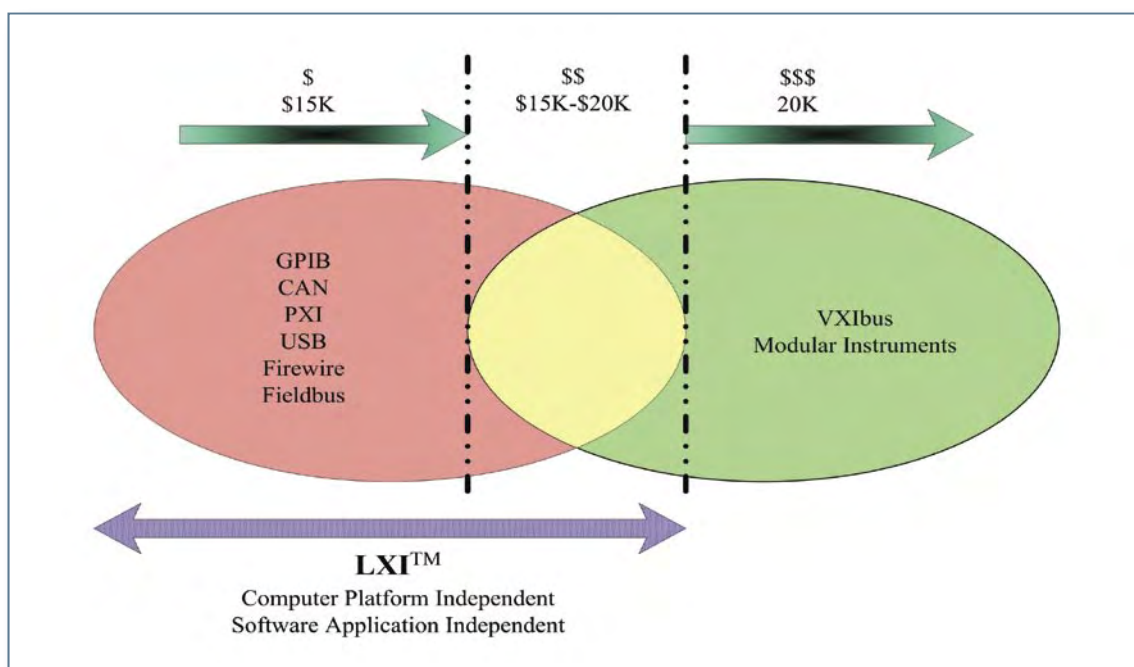 $
$15K
$$
$15K-$20K
$$$
20K
GPIB
CAN
PXI
USB
Firewire
Fieldbus
VXIbus
Modular Instruments
LXI™
Computer Platform Independent
Software Application Independent